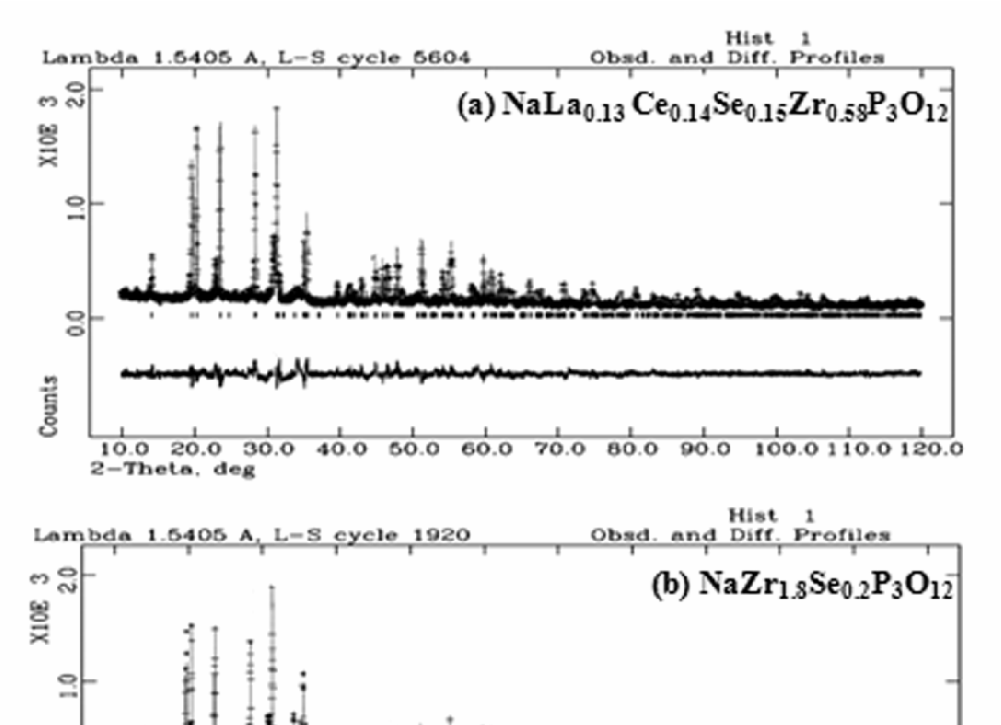 Hist 1
Lambda 1.5405 A, L-S cycle 5604 Obsd. and Diff. Profiles
(a) NaLa0.13 Ce0.14Se0.15Zr0.58P3O12
X10E 3
2.0
1.0
0.0
Counts
10.0 20.0 30.0 40.0 50.0 60.0 70.0 80.0 90.0 100.0 110.0 120.0
2-Theta, deg
Hist 1
Lambda 1.5405 A, L-S cycle 1920 Obsd. and Diff. Profiles
(b) NaZr1.8Se0.2P3O12
X10E 3
2.0
1.0